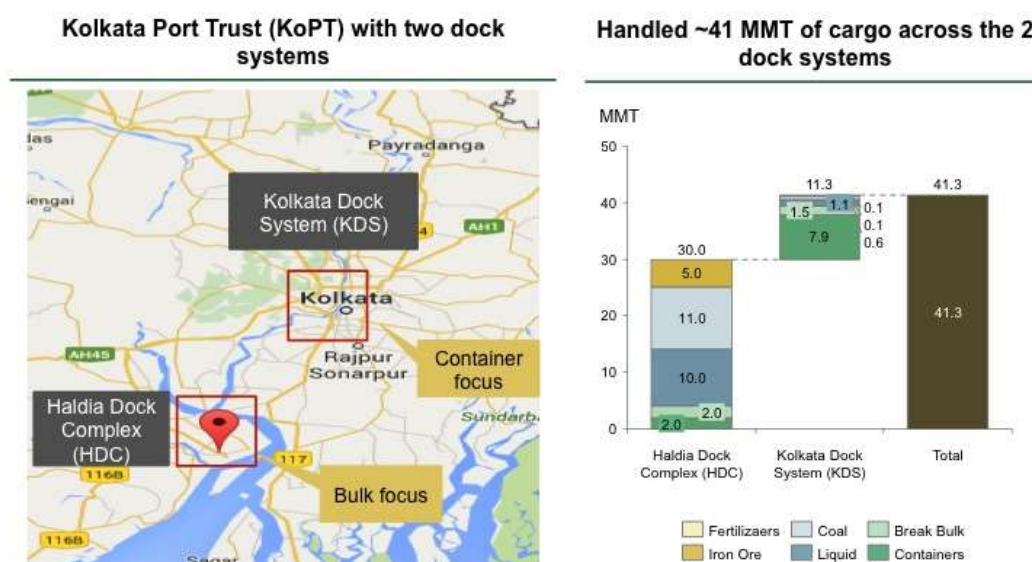 Kolkata Port Trust (KoPT) with two dock
systems
Payradanga
Kolkata Dock
System (KDS)
AH1
Kolkata
AH45
Rajpur
Sonarpur
Container
focus
Haldia Dock
Complex
(HDC)
Sundarba
117
116B
Bulk focus
116B
Sagar
Handled ~41 MMT of cargo across the 2
dock systems
MMT
50
40
30
20
10
0
30.0
5.0
11.0
10.0
2.0
2.0
11.3
1.5
1.1
0.1
0.1
0.6
7.9
41.3
41.3
Haldia Dock
Complex (HDC)
Kolkata Dock
System (KDS)
Total
Fertilizaers
Coal
Break Bulk
Iron Ore
Liquid
Containers